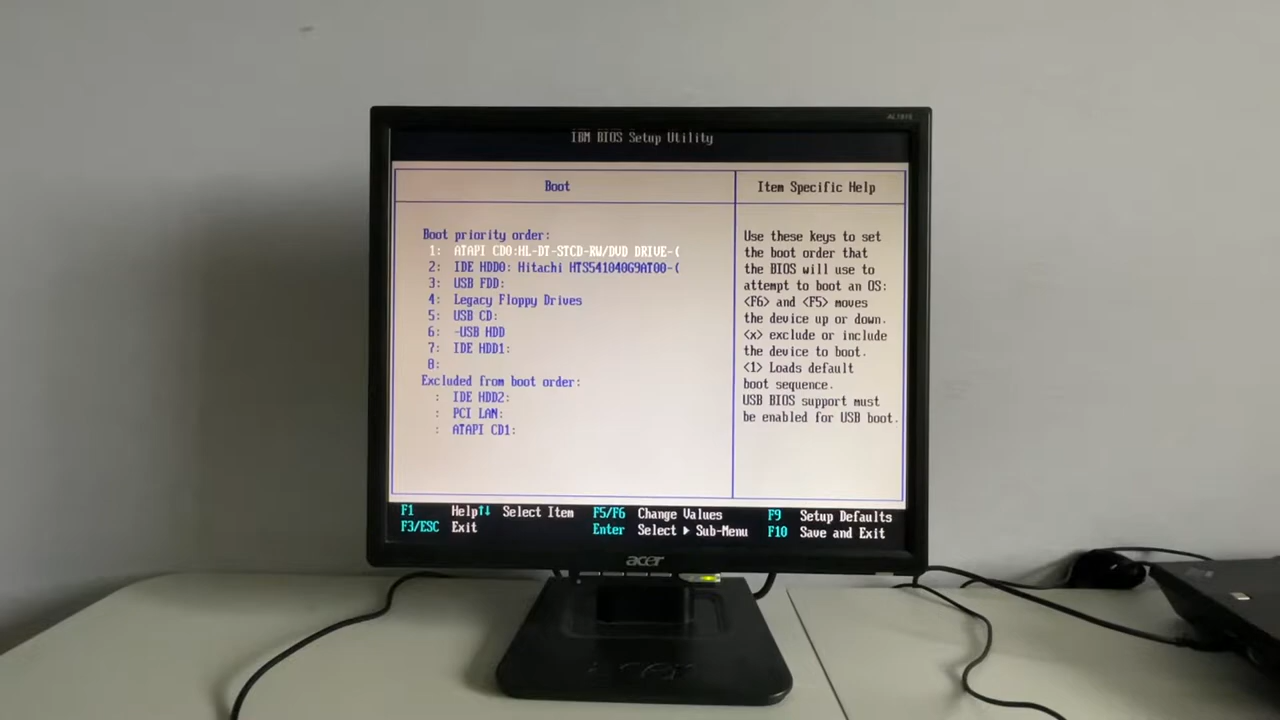 IBM BIOS Setup Utility
Boot
Item Specific Help
Boot priority order:
1: ATAPI CD0:HL-DT-STCD-RW/DVD DRIVE-(
2: IDE HDD0: Hitachi HTS541040G9AT00-(
3: USB FDD:
4: Legacy Floppy Drives
5: USB CD:
6: -USB HDD
7: IDE HDD1:
8:
Excluded from boot order:
: IDE HDD2:
: PCI LAN:
: ATAPI CD1:
Use these keys to set
the boot order that
the BIOS will use to
attempt to boot an OS:
<F6> and <F5> moves
the device up or down.
<x> exclude or include
the device to boot.
<1> Loads default
boot sequence.
USB BIOS support must
be enabled for USB boot.
F1 Help↑↓ Select Item F5/F6 Change Values F9 Setup Defaults
F3/ESC Exit Enter Select ▶ Sub-Menu F10 Save and Exit
acer
acer